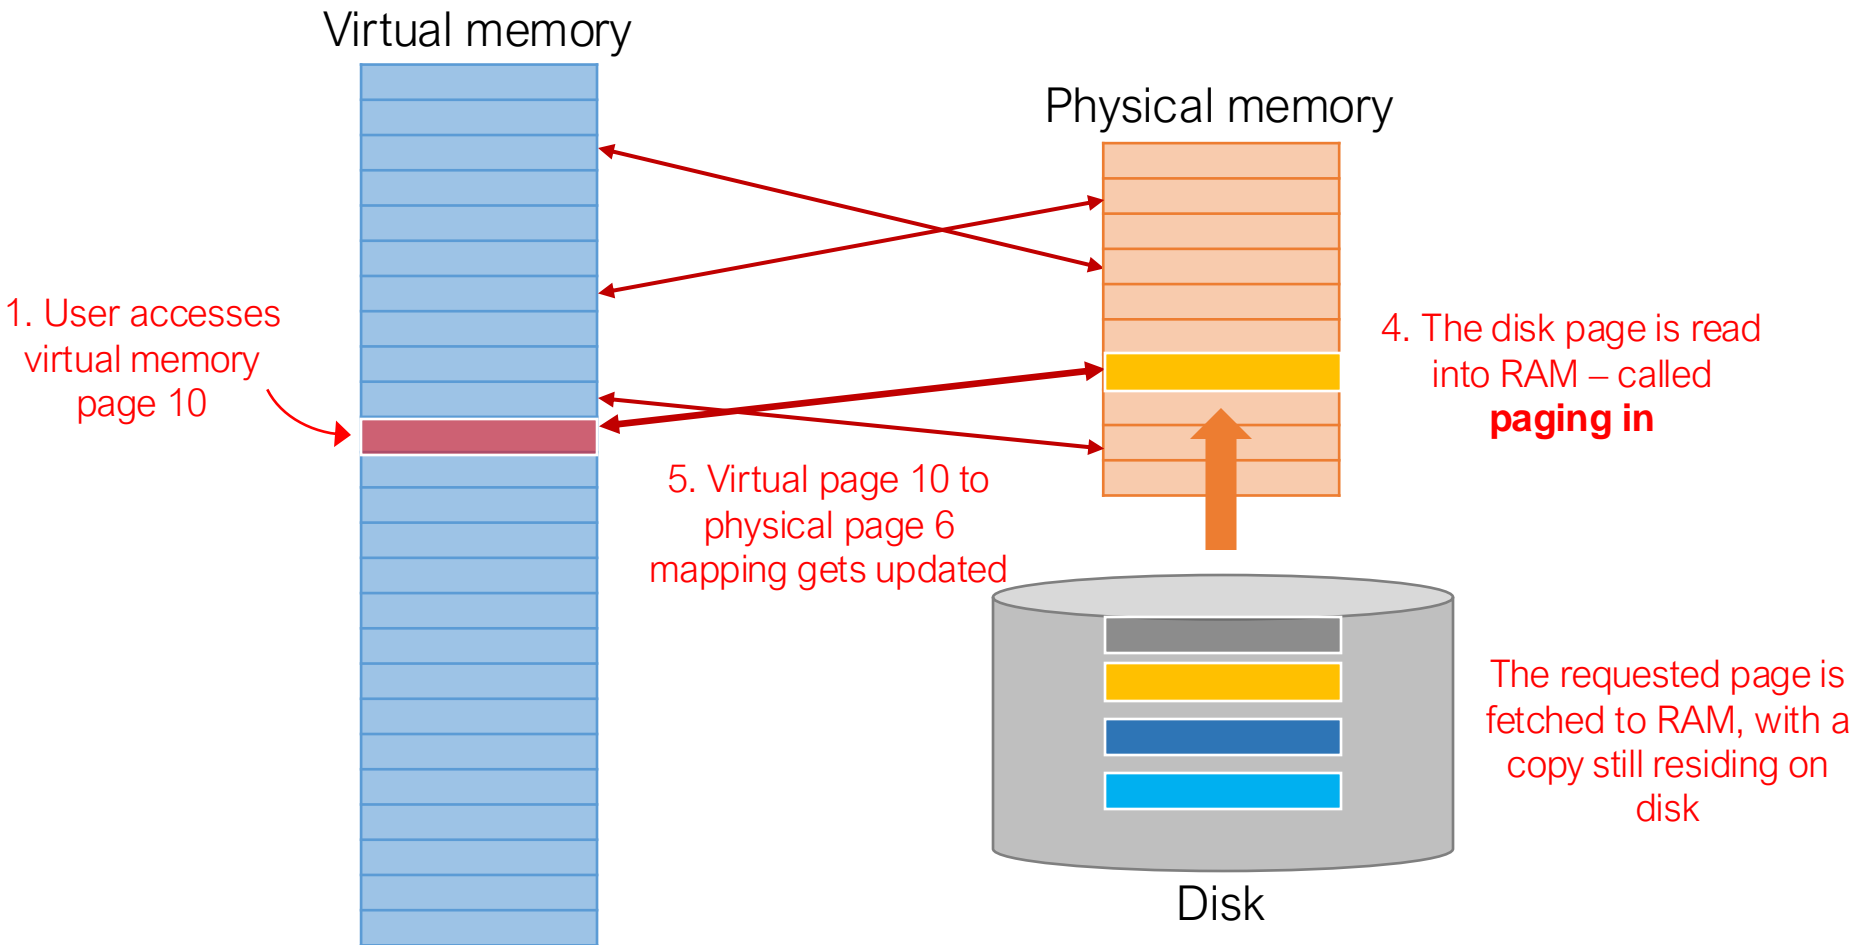 Virtual memory
Physical memory
1. User accesses
virtual memory
page 10
4. The disk page is read
into RAM – called
paging in
5. Virtual page 10 to
physical page 6
mapping gets updated
The requested page is
fetched to RAM, with a
copy still residing on
disk
Disk